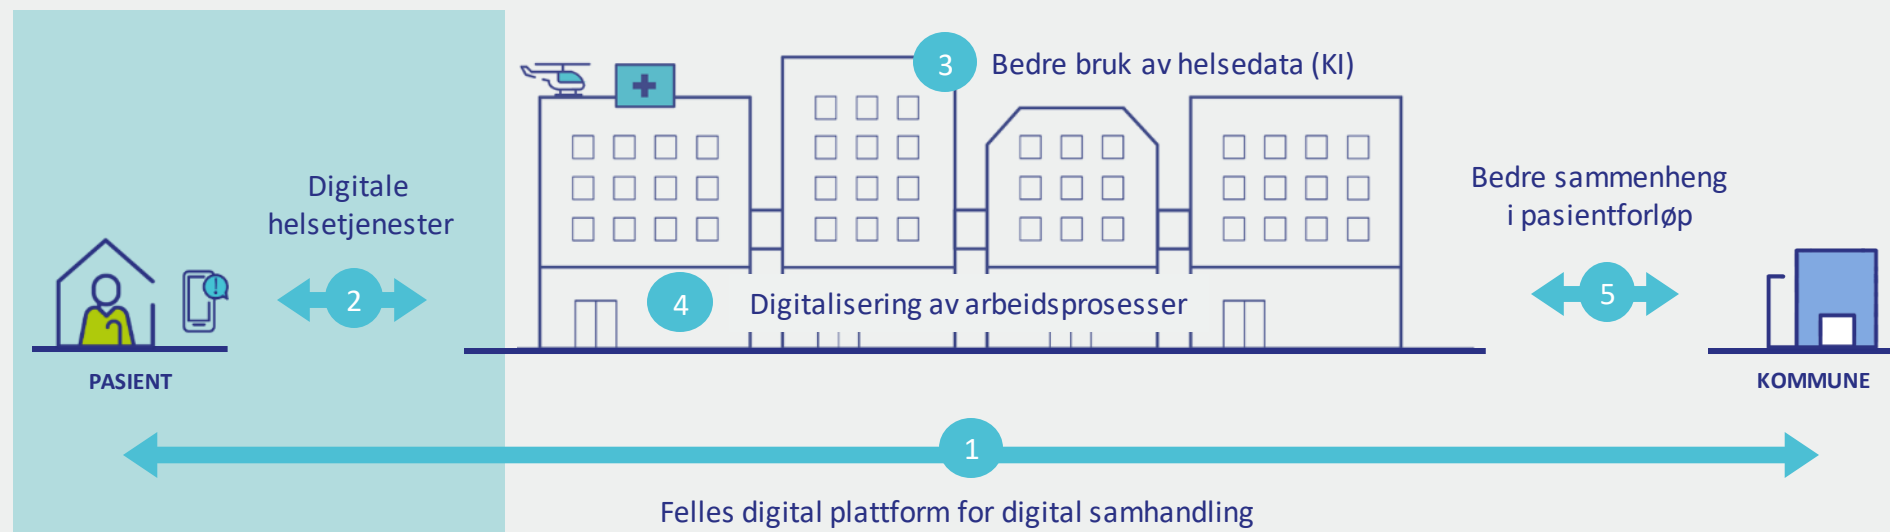 3 Bedre bruk av helsedata (KI)
Digitale
helsetjenester
Bedre sammenheng
i pasientforløp
2
4 Digitalisering av arbeidsprosesser
5
!
PASIENT
KOMMUNE
1
Felles digital plattform for digital samhandling